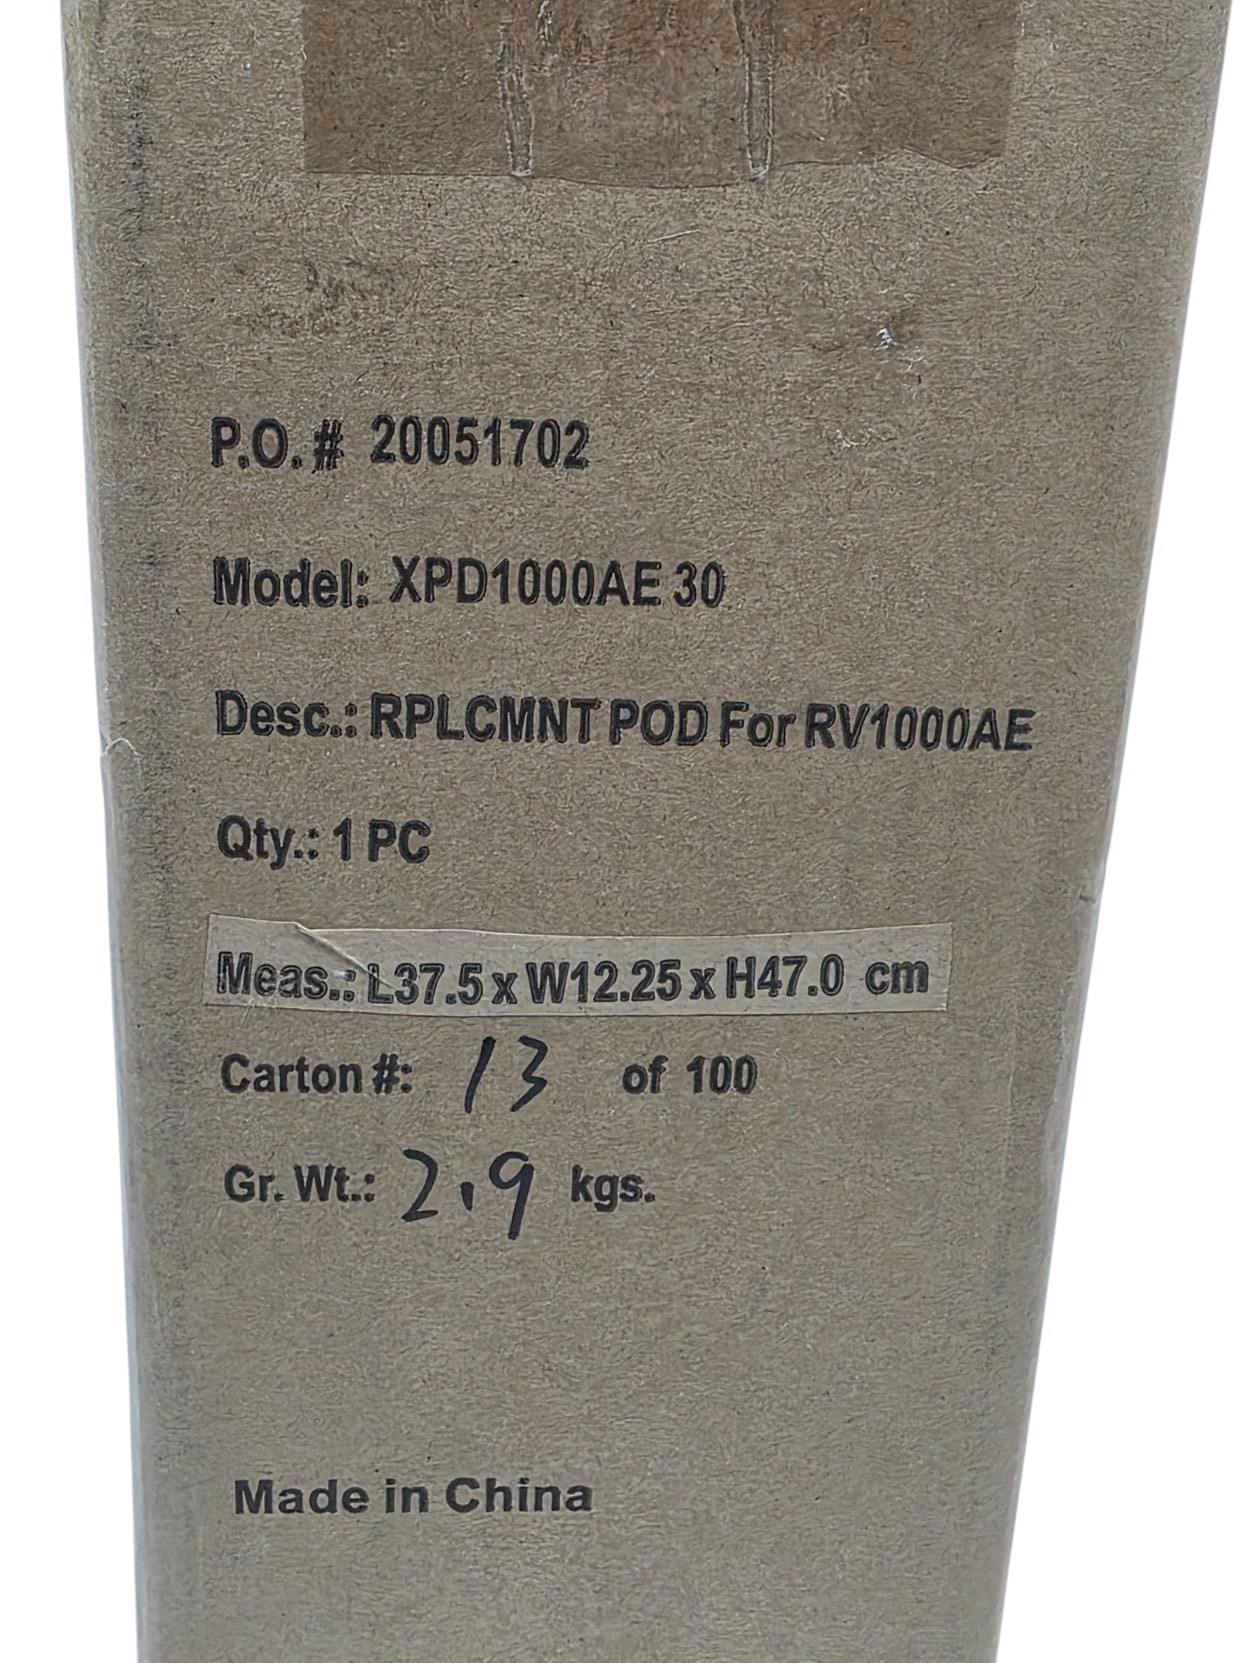 P.O. # 20051702
Model: XPD1000AE 30
Desc.: RPLCMNT POD For RV1000AE
Qty.: 1 PC
Meas.: L37.5 x W12.25 x H47.0 cm
Carton #: 13 of 100
Gr. Wt.: 2.9 kgs.
Made in China